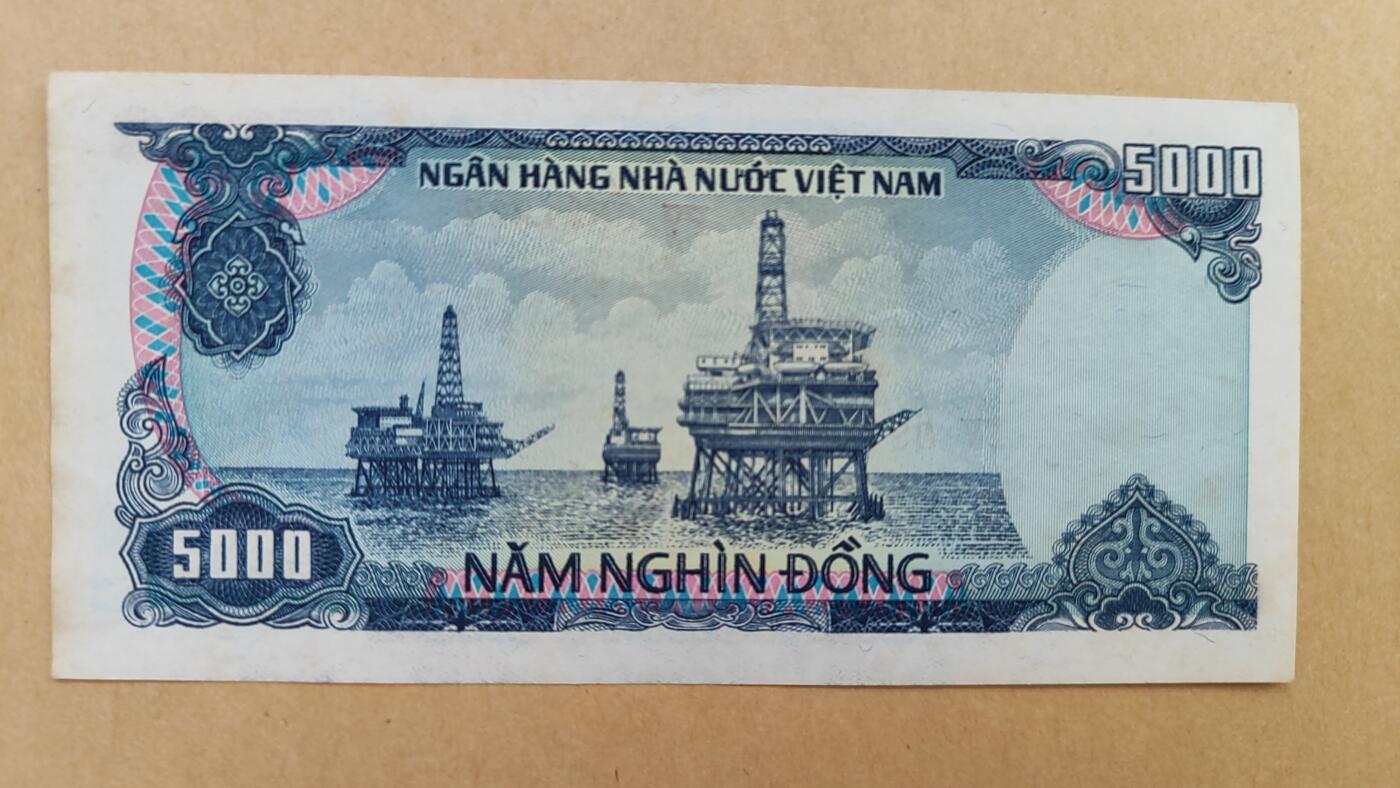 NGÂN HÀNG NHÀ NƯỚC VIỆT NAM
5000
5000
NĂM NGHÌN ĐỒNG